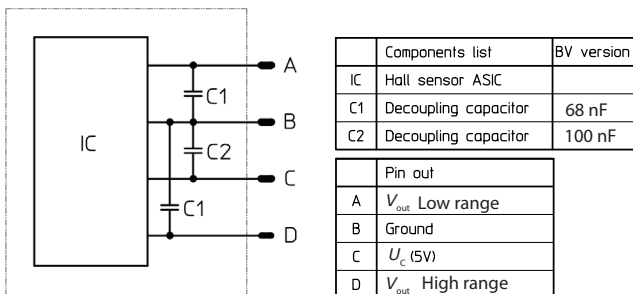 IC
C1
C2
C1
A
B
C
D
Components list BV version
IC Hall sensor ASIC
C1 Decoupling capacitor 68 nF
C2 Decoupling capacitor 100 nF
Pin out
A Vout Low range
B Ground
C UC (5V)
D Vout High range